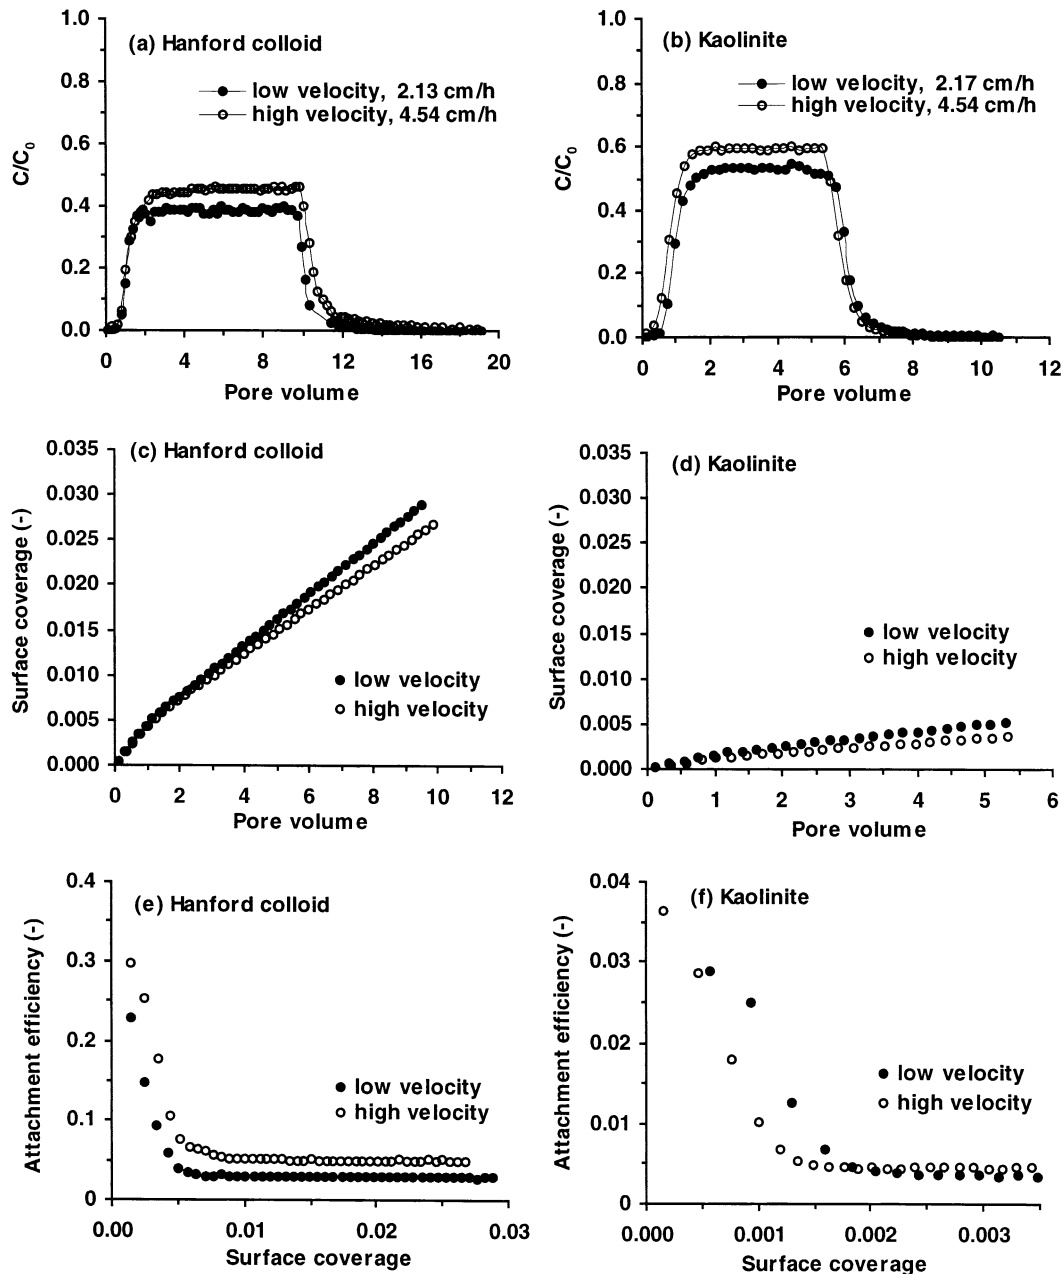 (a) Hanford colloid
low velocity, 2.13 cm/h
high velocity, 4.54 cm/h
C/C0
1.0
0.8
0.6
0.4
0.2
0.0
0 4 8 12 16 20
Pore volume
(b) Kaolinite
low velocity, 2.17 cm/h
high velocity, 4.54 cm/h
C/C0
1.0
0.8
0.6
0.4
0.2
0.0
0 2 4 6 8 10 12
Pore volume
(c) Hanford colloid
low velocity
high velocity
Surface coverage (-)
0.035
0.030
0.025
0.020
0.015
0.010
0.005
0.000
0 2 4 6 8 10 12
Pore volume
(d) Kaolinite
low velocity
high velocity
Surface coverage (-)
0.035
0.030
0.025
0.020
0.015
0.010
0.005
0.000
0 1 2 3 4 5 6
Pore volume
(e) Hanford colloid
low velocity
high velocity
Attachment efficiency (-)
0.4
0.3
0.2
0.1
0
0.00 0.01 0.02 0.03
Surface coverage
(f) Kaolinite
low velocity
high velocity
Attachment efficiency (-)
0.04
0.03
0.02
0.01
0
0.000 0.001 0.002 0.003
Surface coverage